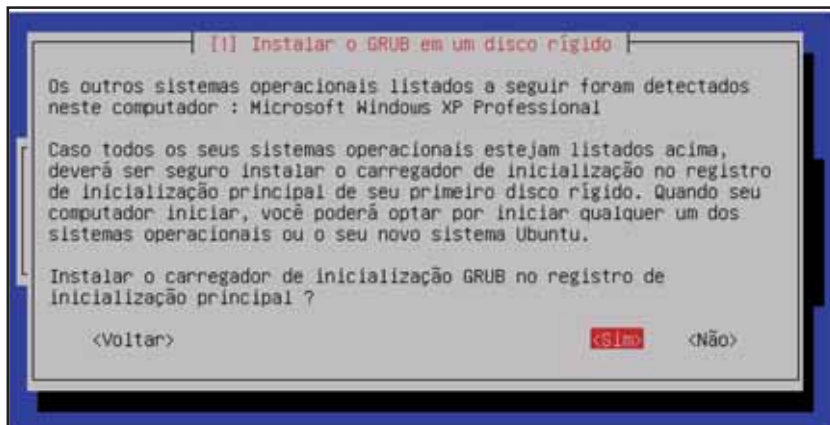 [!] Instalar o GRUB em um disco rígido
Os outros sistemas operacionais listados a seguir foram detectados
neste computador : Microsoft Windows XP Professional
Caso todos os seus sistemas operacionais estejam listados acima,
deverá ser seguro instalar o carregador de inicialização no registro
de inicialização principal de seu primeiro disco rígido. Quando seu
computador iniciar, você poderá optar por iniciar qualquer um dos
sistemas operacionais ou o seu novo sistema Ubuntu.
Instalar o carregador de inicialização GRUB no registro de
inicialização principal ?
<Voltar> <Sim> <Não>